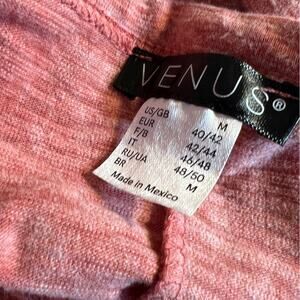 VENUS®
US/GB M
EUR 40/42
F/B 42/44
IT 46/48
RU/UA 48/50
BR M
Made in Mexico